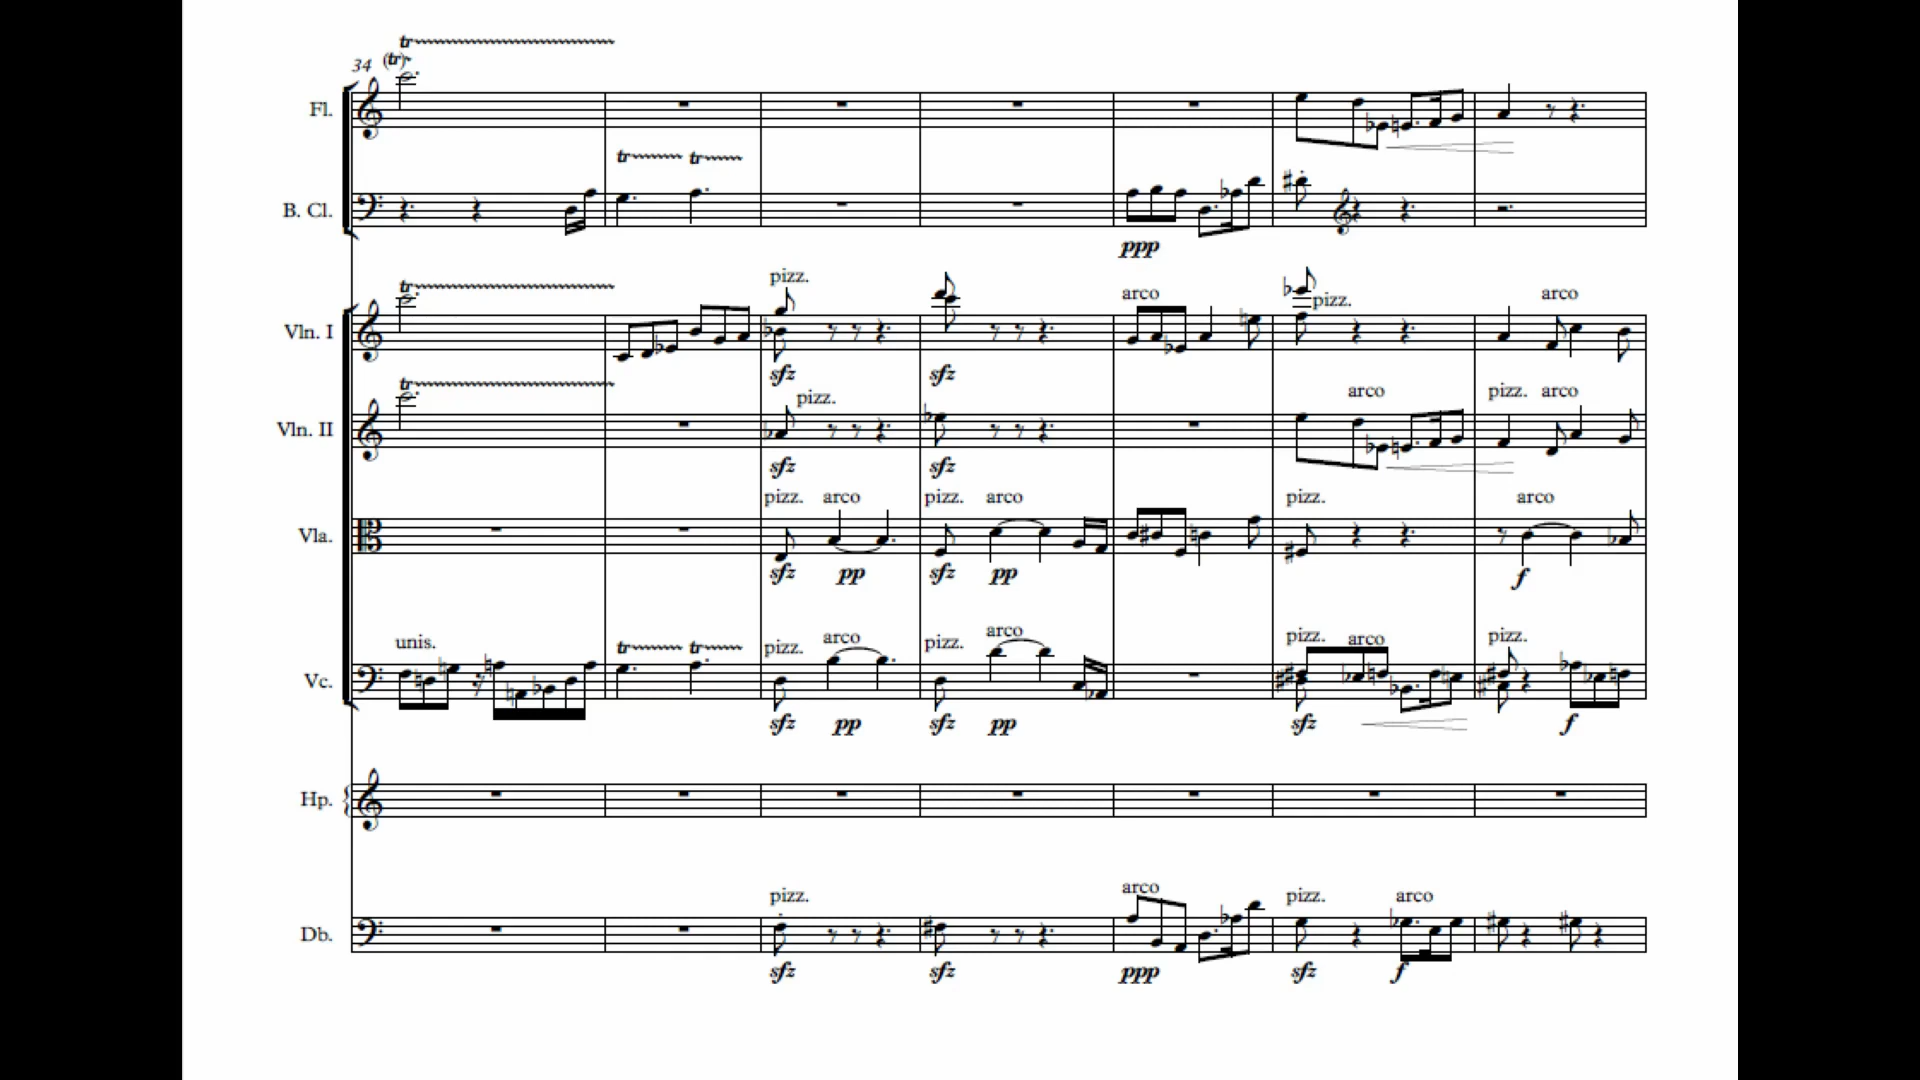 tr
34 (tr)
Fl.
tr tr
B. Cl.
ppp
pizz.
tr arco pizz. arco
Vln. I
sfz sfz
tr pizz. arco pizz. arco
Vln. II
sfz sfz
pizz. arco pizz. arco pizz. arco
Vla.
sfz pp sfz pp f
unis. tr tr pizz. arco pizz. arco pizz. arco pizz.
Vc.
sfz pp sfz pp sfz f
Hp.
pizz. arco pizz. arco
Db.
sfz sfz ppp sfz f